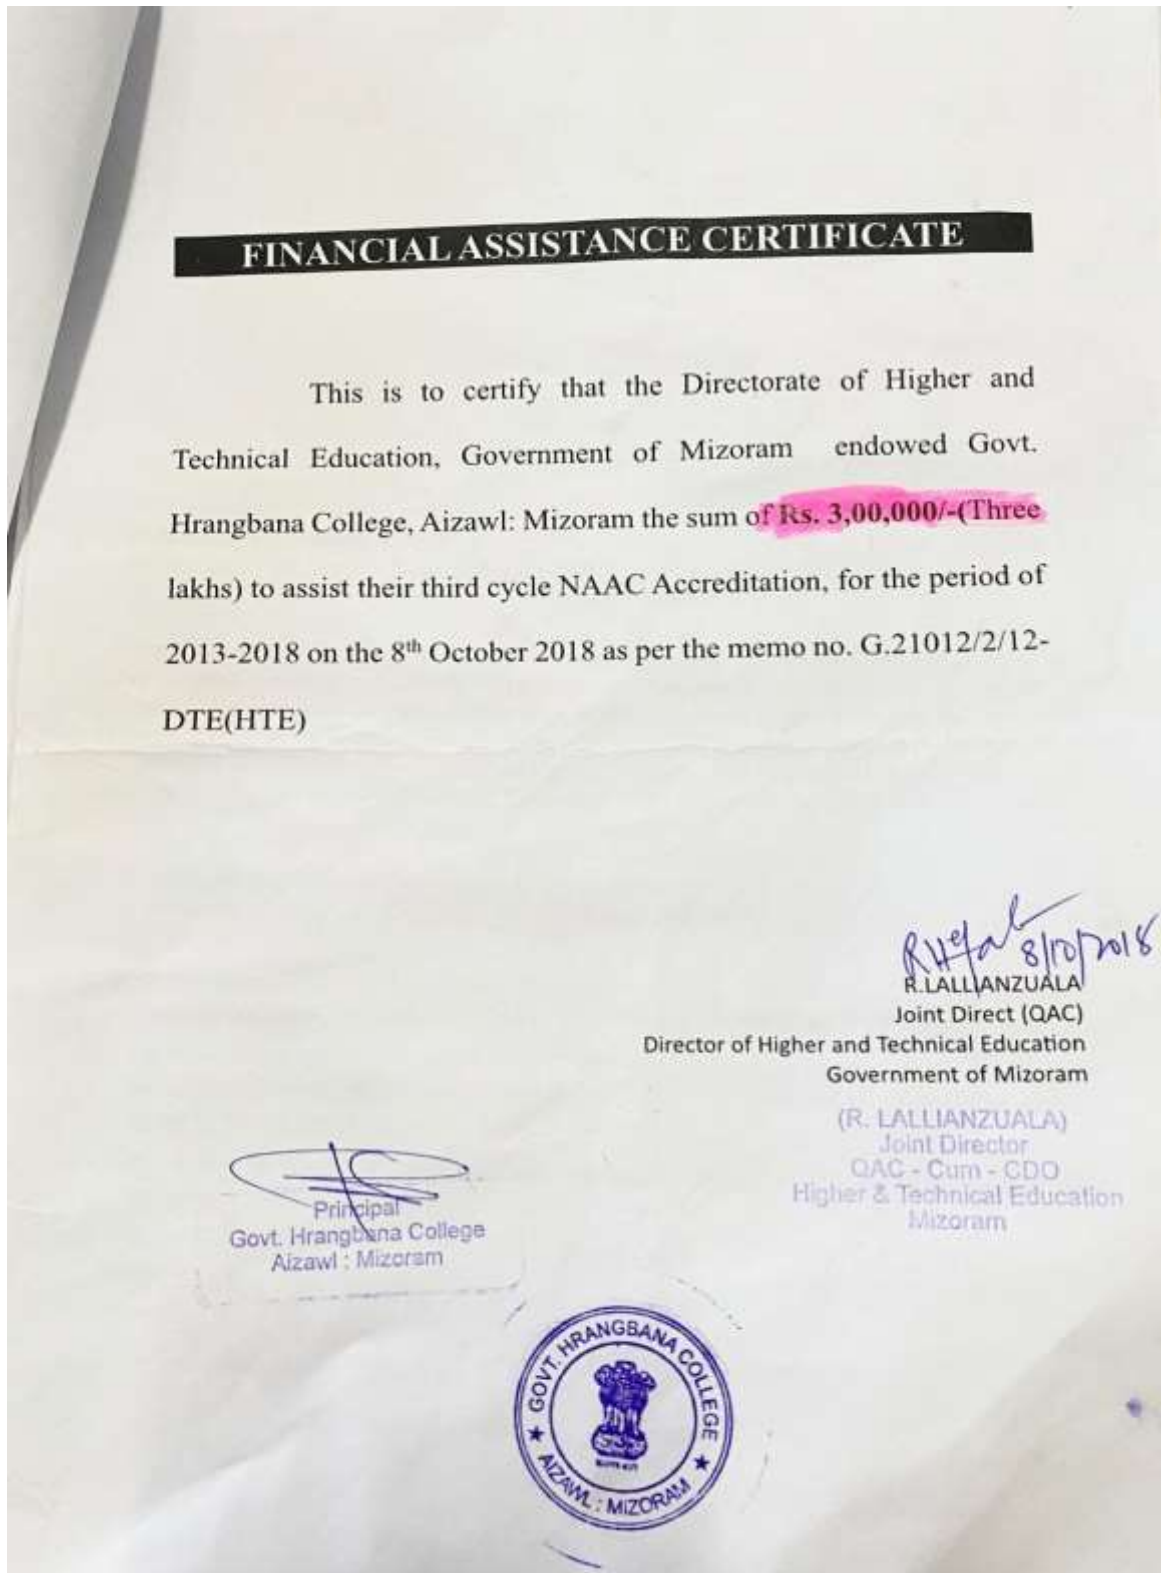 FINANCIAL ASSISTANCE CERTIFICATE
This is to certify that the Directorate of Higher and
Technical Education, Government of Mizoram endowed Govt.
Hrangbana College, Aizawl: Mizoram the sum of Rs. 3,00,000/-(Three
lakhs) to assist their third cycle NAAC Accreditation, for the period of
2013-2018 on the 8th October 2018 as per the memo no. G.21012/2/12-
DTE(HTE)
8/10/2018
R.LALLIANZUALA
Joint Direct (QAC)
Director of Higher and Technical Education
Government of Mizoram
(R. LALLIANZUALA)
Joint Director
QAC - Cum - CDO
Higher & Technical Education
Mizoram
Principal
Govt. Hrangbana College
Aizawl : Mizoram
GOVT. HRANGBANA COLLEGE
AIZAWL : MIZORAM